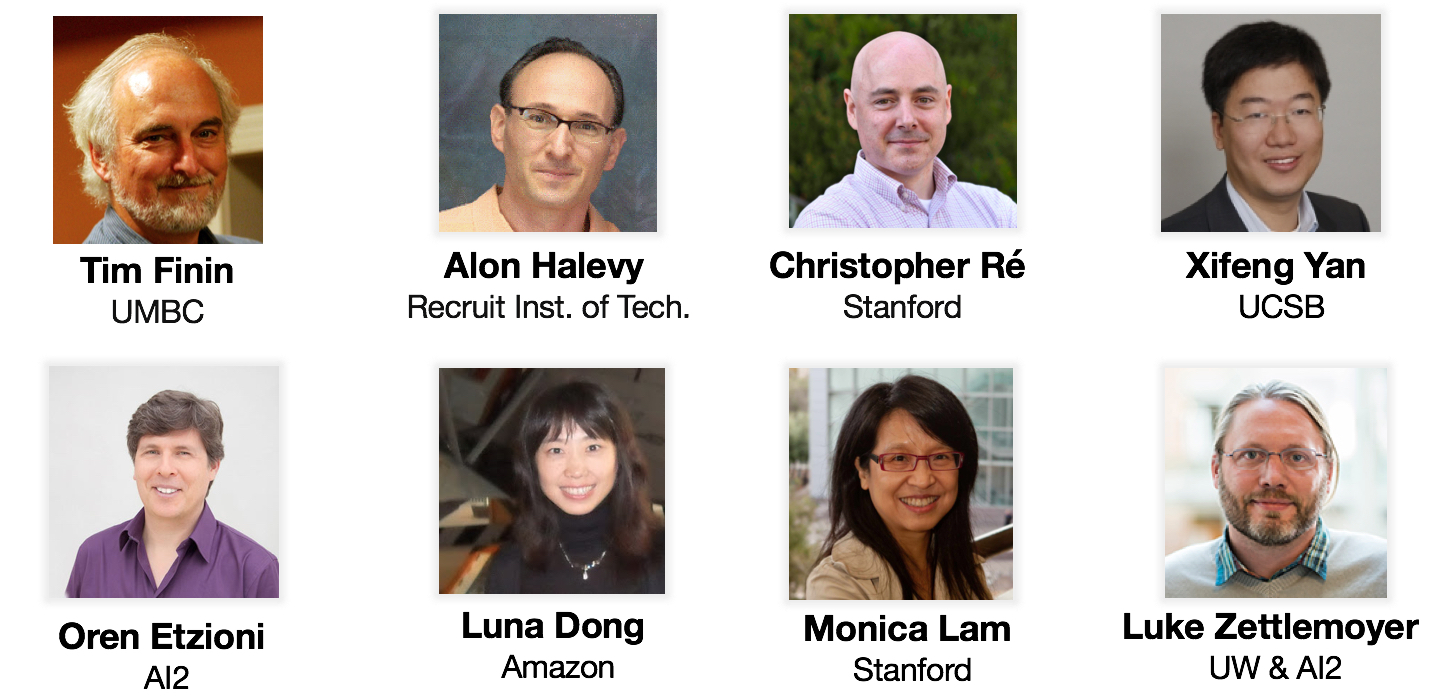 Tim Finin
UMBC
Alon Halevy
Recruit Inst. of Tech.
Christopher Ré
Stanford
Xifeng Yan
UCSB
Oren Etzioni
AI2
Luna Dong
Amazon
Monica Lam
Stanford
Luke Zettlemoyer
UW & AI2